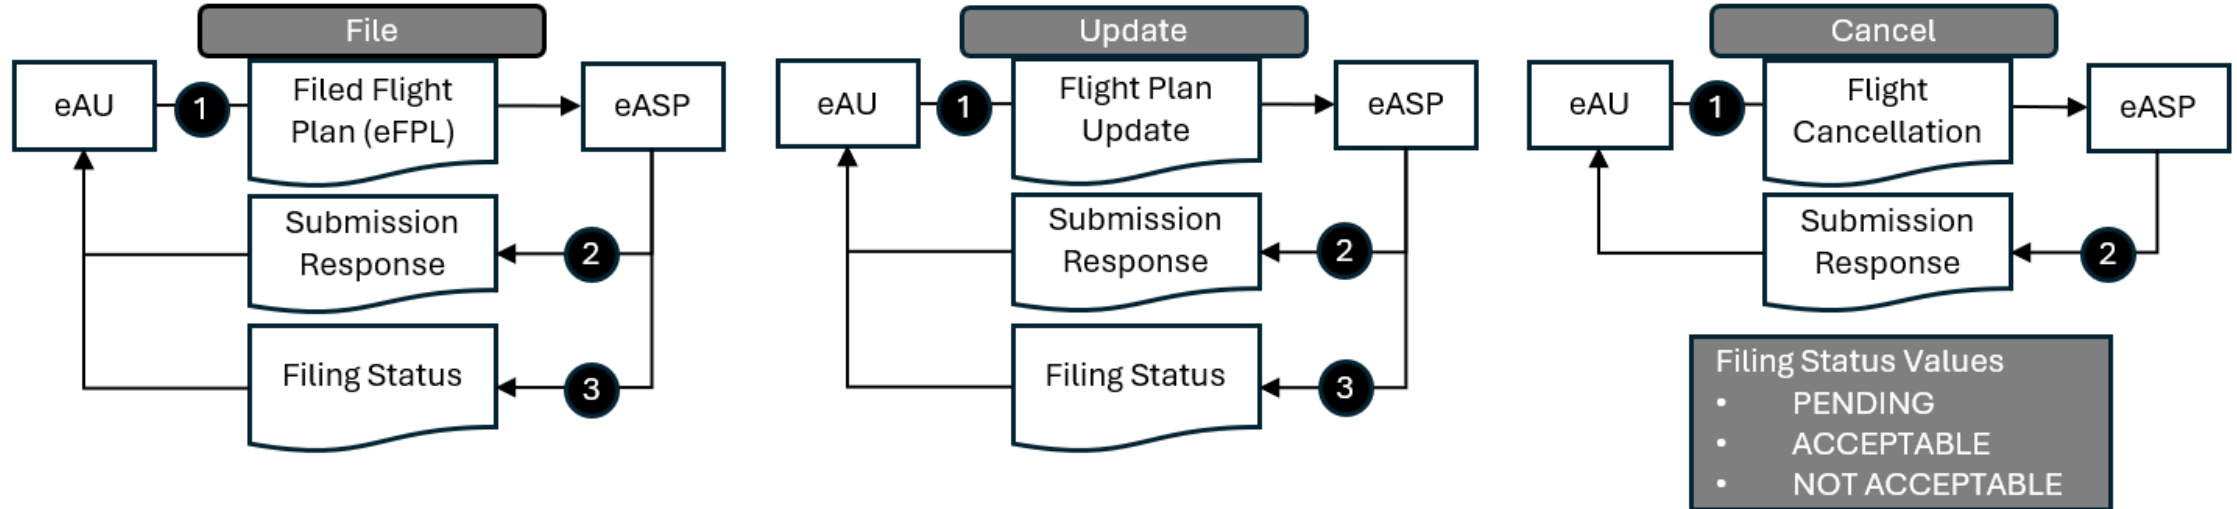 File
eAU
1
Filed Flight
Plan (eFPL)
eASP
Submission
Response
2
Filing Status
3
Update
eAU
1
Flight Plan
Update
eASP
Submission
Response
2
Filing Status
3
Cancel
eAU
1
Flight
Cancellation
eASP
Submission
Response
2
Filing Status Values
• PENDING
• ACCEPTABLE
• NOT ACCEPTABLE